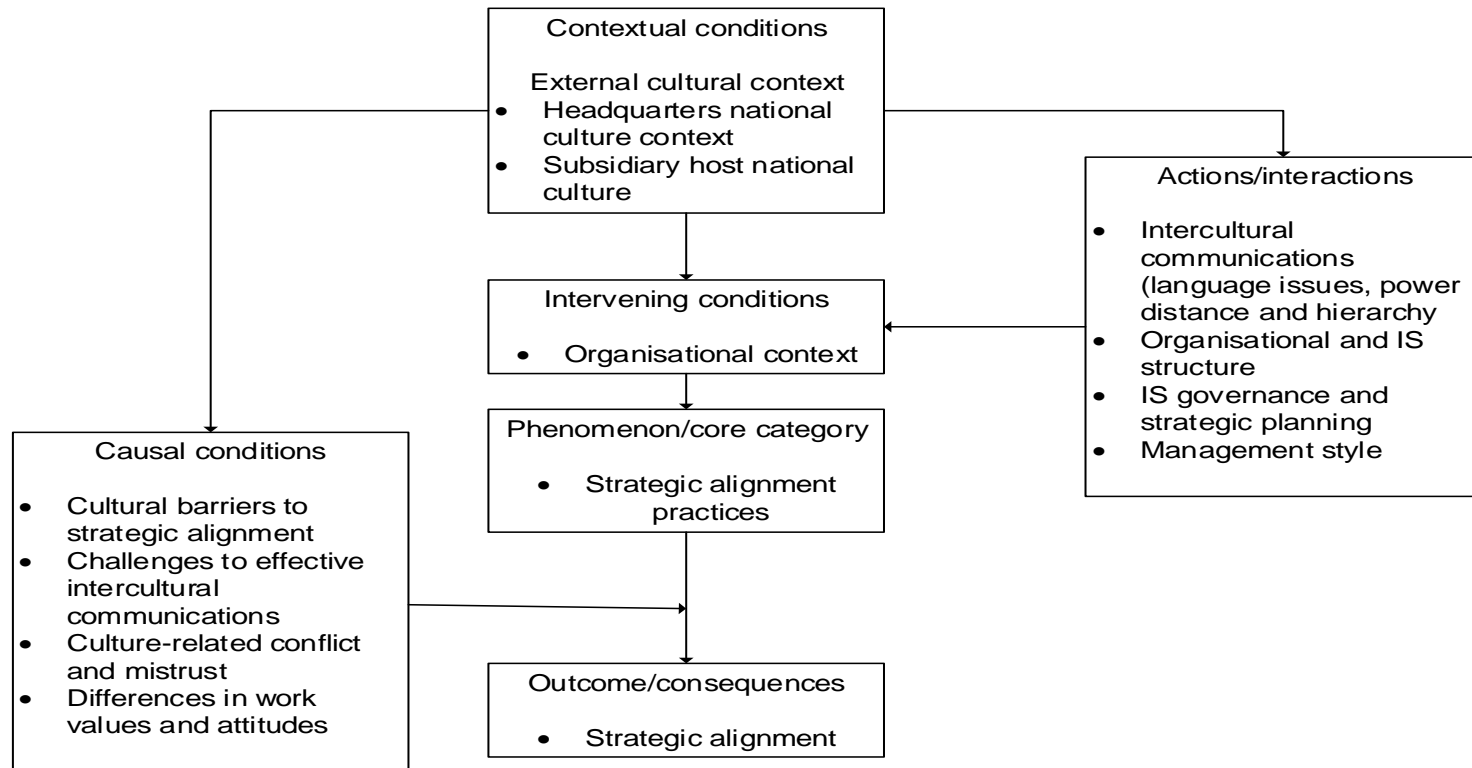 Contextual conditions
External cultural context
• Headquarters national
culture context
• Subsidiary host national
culture
Actions/interactions
• Intercultural
communications
(language issues, power
distance and hierarchy
• Organisational and IS
structure
• IS governance and
strategic planning
• Management style
Intervening conditions
• Organisational context
Phenomenon/core category
• Strategic alignment
practices
Causal conditions
• Cultural barriers to
strategic alignment
• Challenges to effective
intercultural
communications
• Culture-related conflict
and mistrust
• Differences in work
values and attitudes
Outcome/consequences
• Strategic alignment